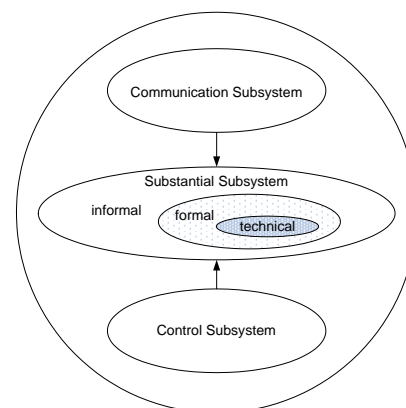 Communication Subsystem
Substantial Subsystem
informal
formal
technical
Control Subsystem